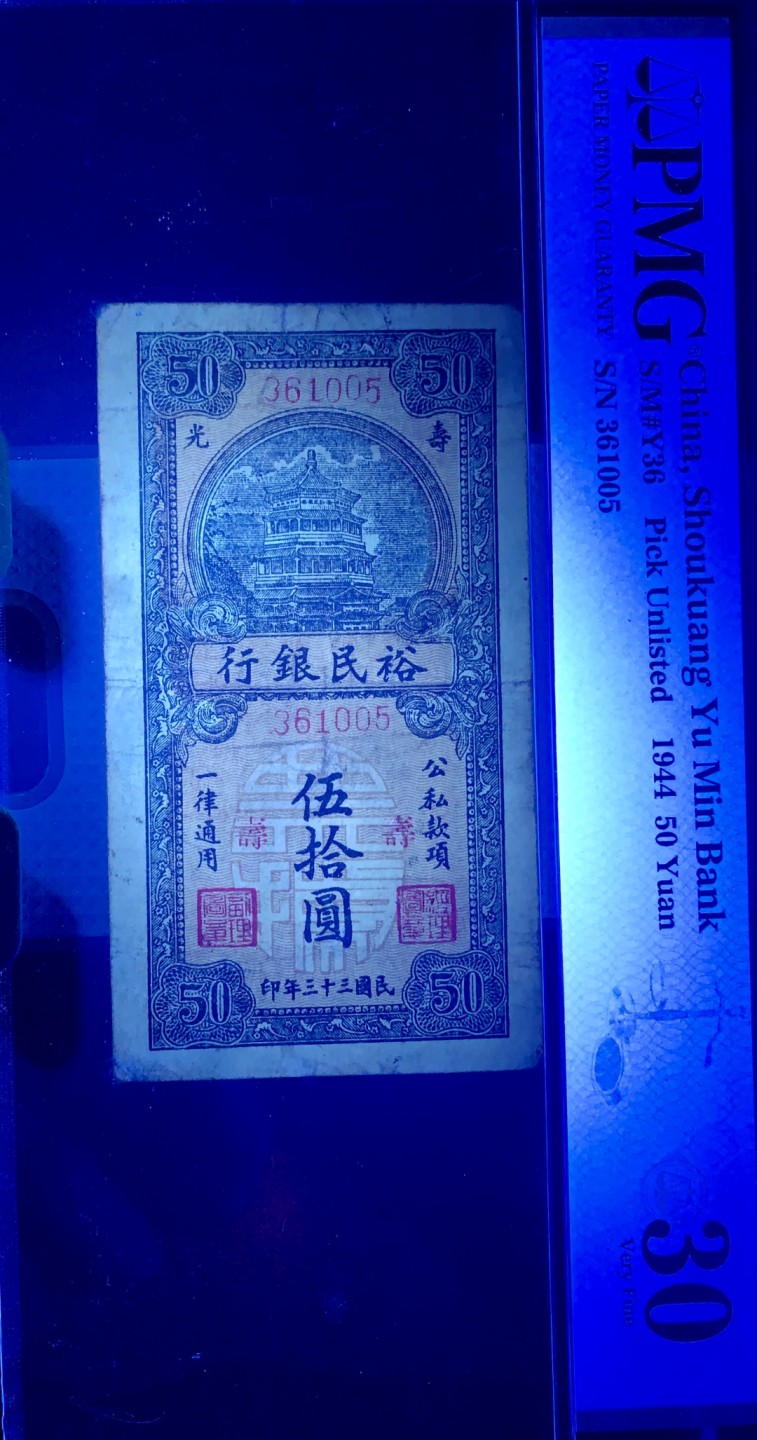 50
50
361005
壽光
裕民銀行
361005
公私款項
伍拾圓
一律通用
壽
壽
民國三十三年印
50
50
PMG
PAPER MONEY GUARANTY
China, Shoukuang Yu Min Bank
S/M#Y36 Pick Unlisted 1944 50 Yuan
S/N 361005
30
Very Fine